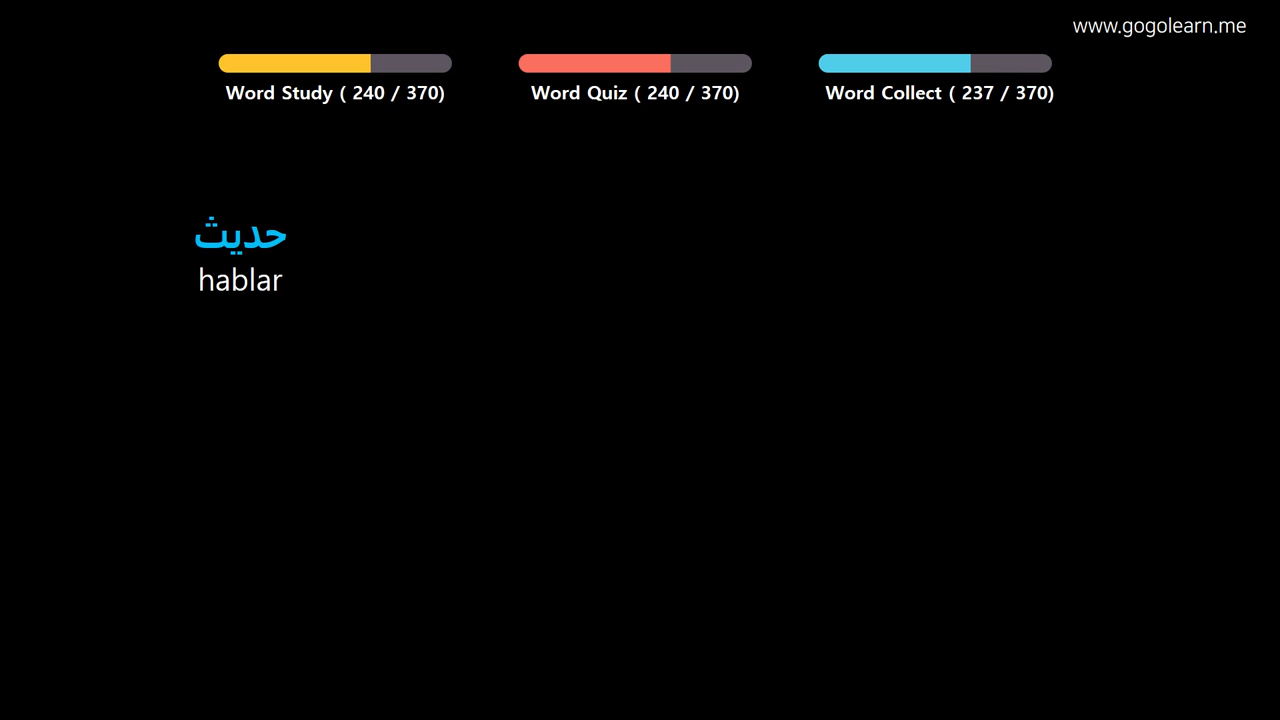 www.gogolearn.me
Word Study ( 240 / 370)
Word Quiz ( 240 / 370)
Word Collect ( 237 / 370)
حديث
hablar